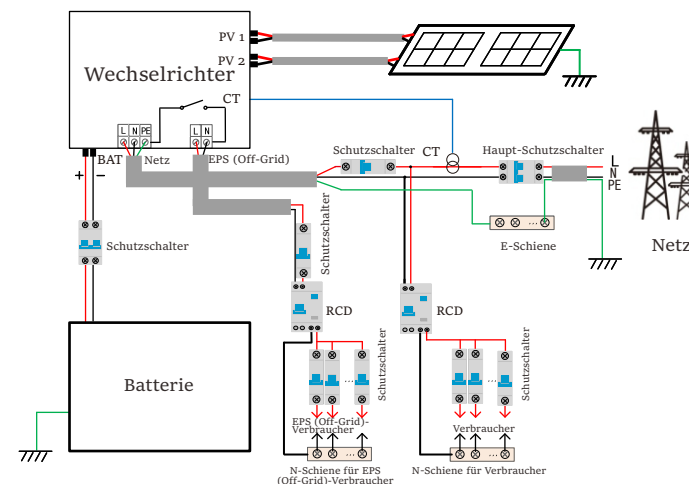 PV 1
PV 2
Wechselrichter
CT
L N PE
L N
BAT
Netz
EPS (Off-Grid)
+
−
Schutzschalter
CT
Haupt-Schutzschalter
L
N
PE
...
E-Schiene
Netz
Schutzschalter
Schutzschalter
RCD
RCD
Batterie
...
Schutzschalter
...
Schutzschalter
EPS (Off-Grid)-
Verbraucher
Verbraucher
...
...
N-Schiene für EPS
(Off-Grid)-Verbraucher
N-Schiene für Verbraucher